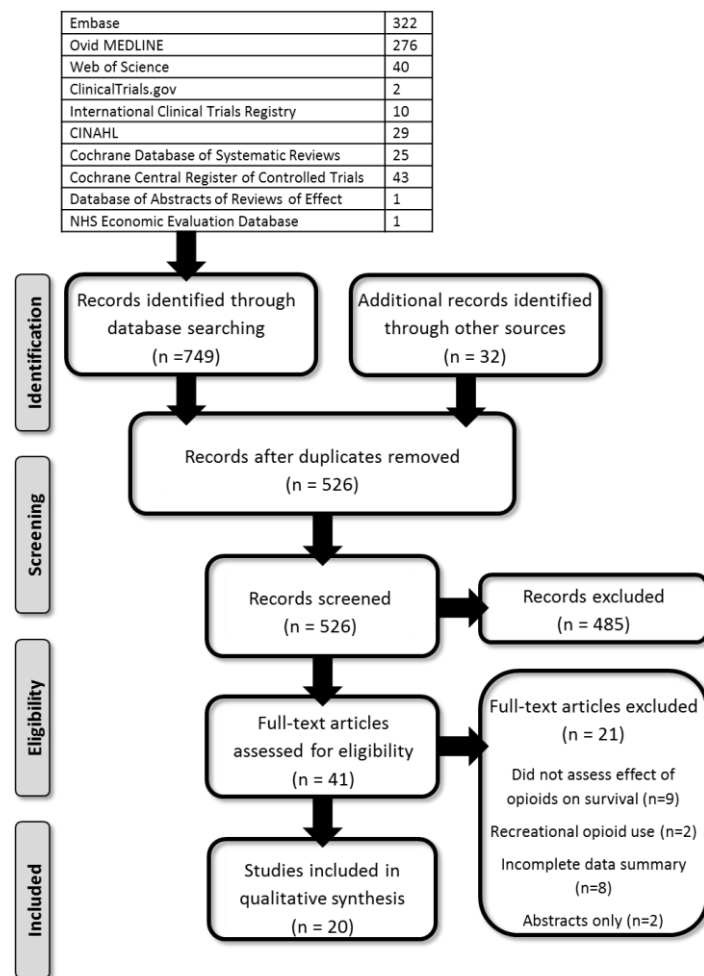 Embase 322
Ovid MEDLINE 276
Web of Science 40
ClinicalTrials.gov 2
International Clinical Trials Registry 10
CINAHL 29
Cochrane Database of Systematic Reviews 25
Cochrane Central Register of Controlled Trials 43
Database of Abstracts of Reviews of Effect 1
NHS Economic Evaluation Database 1
Identification
Records identified through
database searching
(n =749)
Additional records identified
through other sources
(n = 32)
Records after duplicates removed
(n = 526)
Screening
Records screened
(n = 526)
Records excluded
(n = 485)
Eligibility
Full-text articles
assessed for eligibility
(n = 41)
Full-text articles excluded
(n = 21)
Did not assess effect of
opioids on survival (n=9)
Recreational opioid use (n=2)
Incomplete data summary
(n=8)
Abstracts only (n=2)
Included
Studies included in
qualitative synthesis
(n = 20)